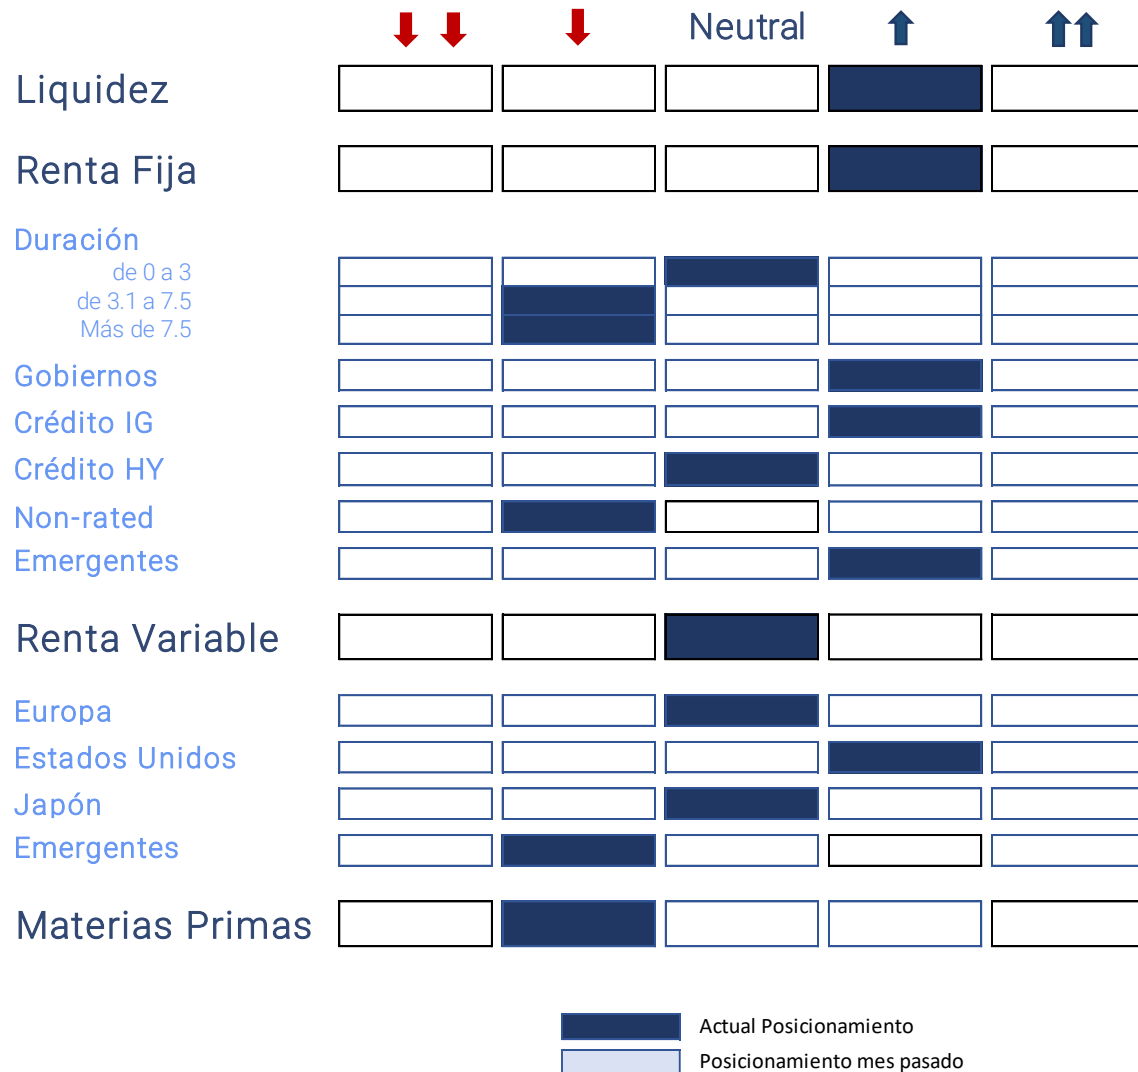 Neutral
Liquidez
Renta Fija
Duración
de 0 a 3
de 3.1 a 7.5
Más de 7.5
Gobiernos
Crédito IG
Crédito HY
Non-rated
Emergentes
Renta Variable
Europa
Estados Unidos
Japón
Emergentes
Materias Primas
Actual Posicionamiento
Posicionamiento mes pasado